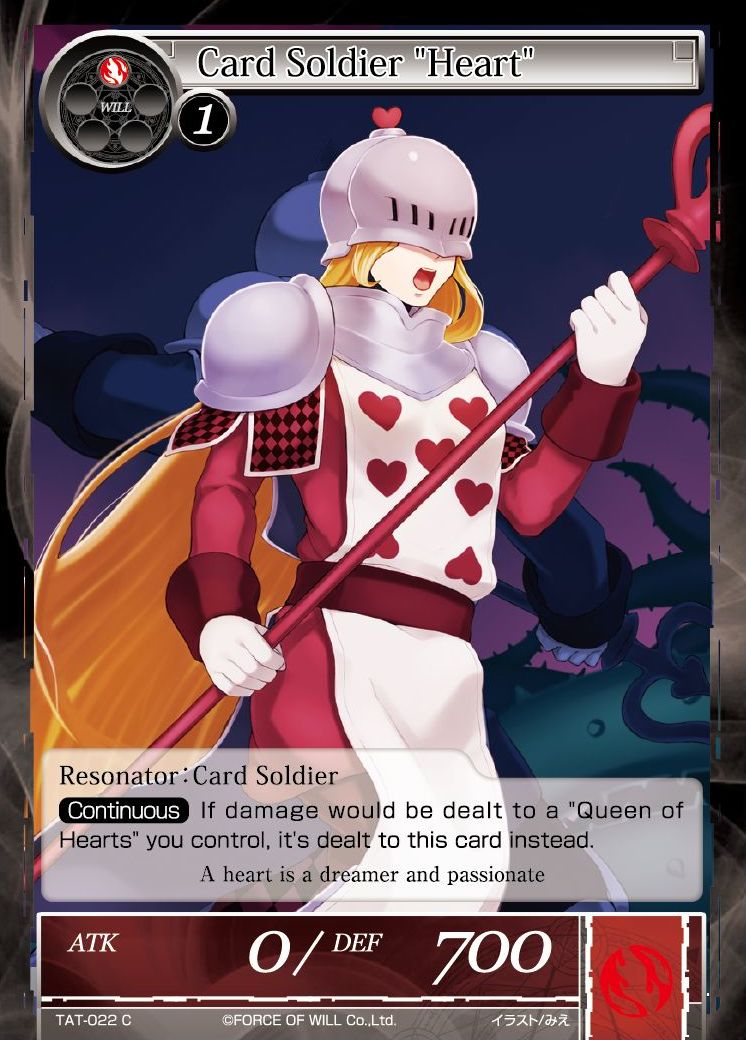 Card Soldier "Heart"
WILL
1
Resonator:Card Soldier
Continuous If damage would be dealt to a "Queen of
Hearts" you control, it's dealt to this card instead.
A heart is a dreamer and passionate
ATK 0/ DEF 700
TAT-022 C ©FORCE OF WILL Co.,Ltd. イラスト/みえ